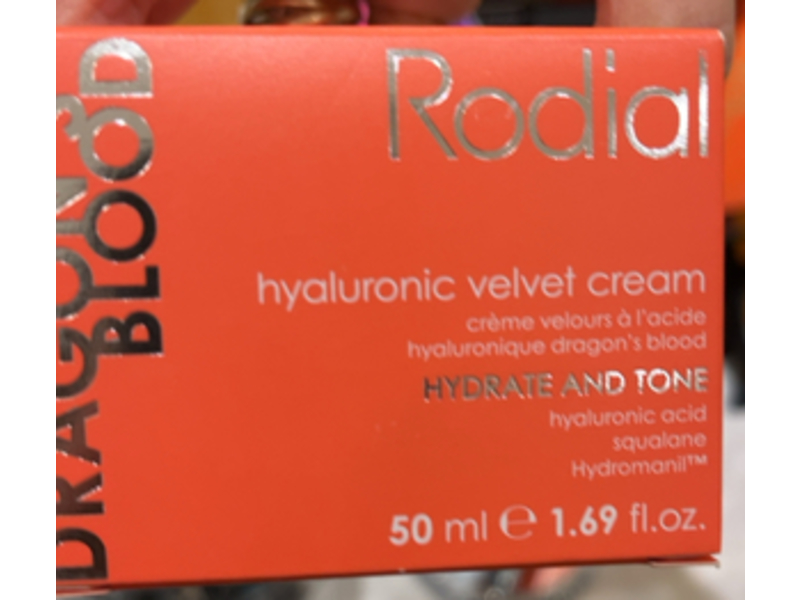 Rodial
DRAGON'S
BLOOD
hyaluronic velvet cream
crème velours à l'acide
hyaluronique dragon's blood
HYDRATE AND TONE
hyaluronic acid
squalane
Hydromanil™
50 ml ℮ 1.69 fl.oz.